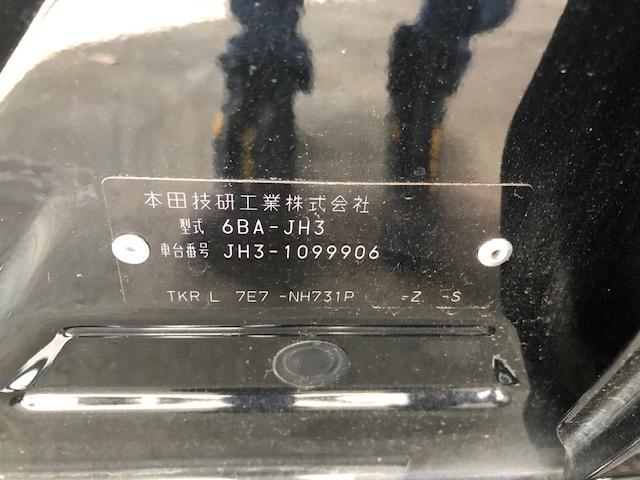 本田技研工業株式会社
型式 6BA-JH3
車台番号 JH3-1099906
TKR L 7E7 -NH731P =Z -S